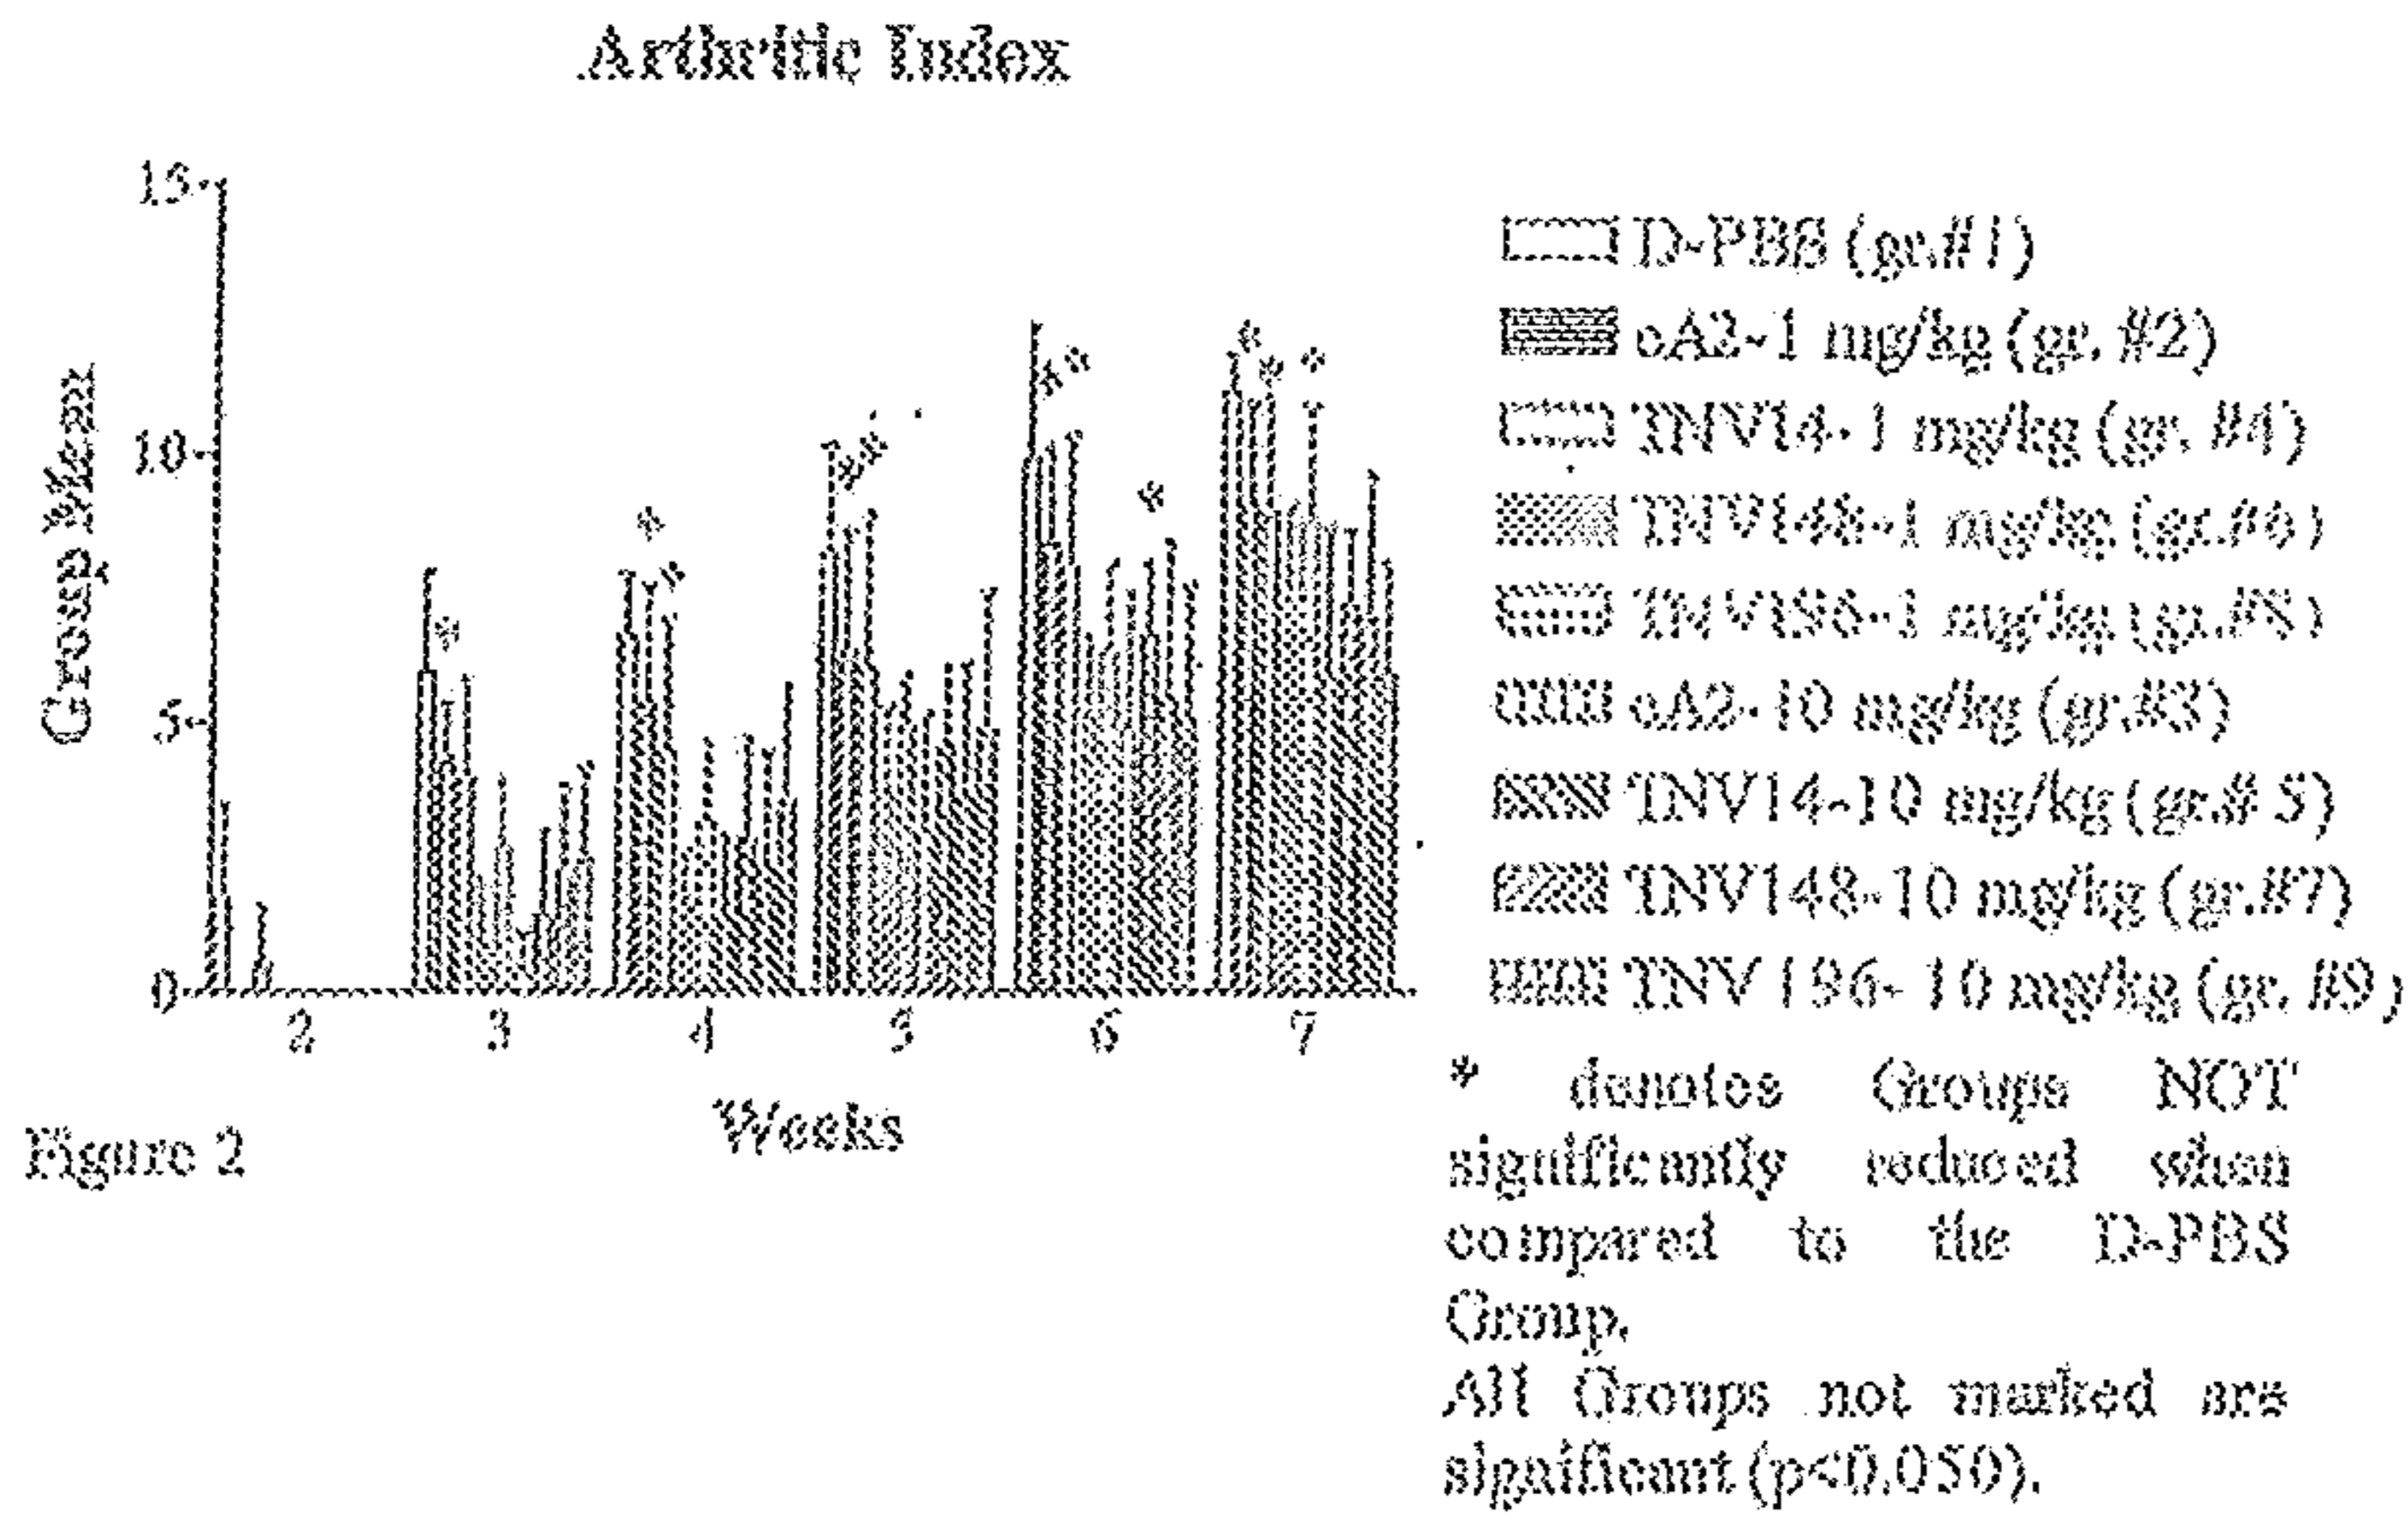 Arthritic Index
Group Mean
15
10
5
0
2 3 4 5 6 7
Weeks
D-PBS (gr.#1)
cA2-1 mg/kg (gr. #2)
TNV14-1 mg/kg (gr. #4)
TNV148-1 mg/kg (gr.#6)
TNV196-1 mg/kg (gr.#8)
cA2-10 mg/kg (gr.#3)
TNV14-10 mg/kg (gr.# 5)
TNV148-10 mg/kg (gr.#7)
TNV 196- 10 mg/kg (gr. #9)
* denotes Groups NOT
significantly reduced when
compared to the D-PBS
Group.
All Groups not marked are
significant (p<0.050).
Figure 2